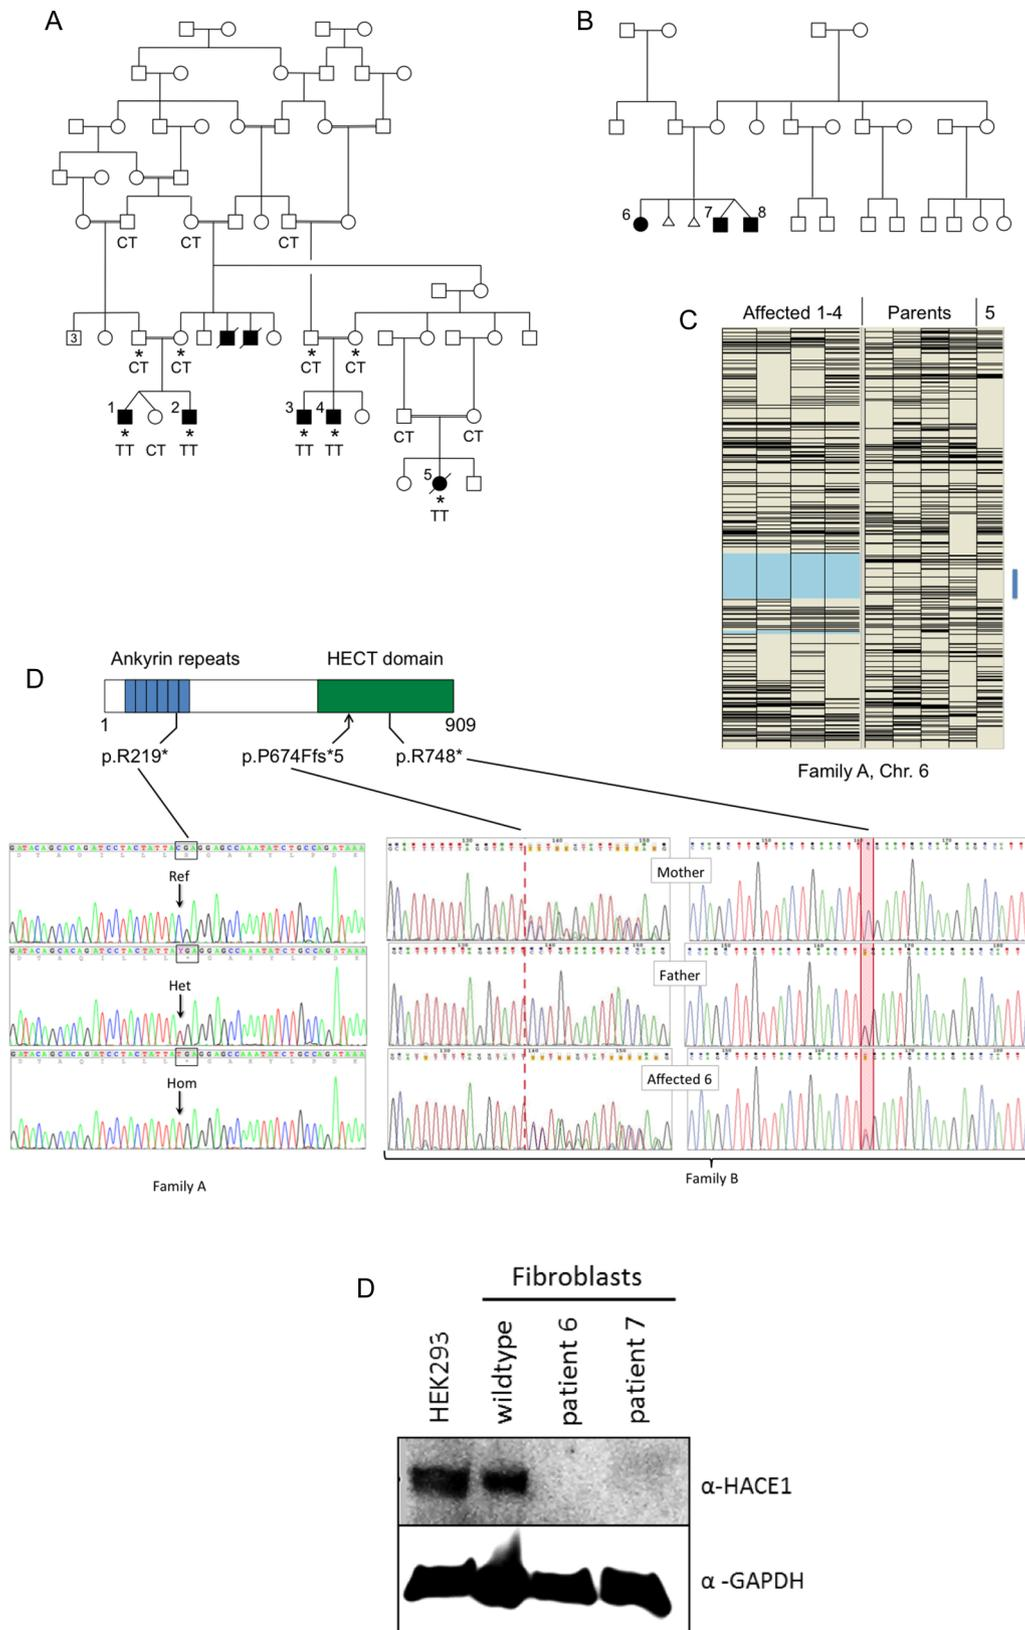 A
B
CT CT CT
6 7 8
3
* * * *
CT CT CT CT
1 2 3 4
* * * *
TT CT TT TT TT
CT CT
5
*
TT
C
Affected 1-4 Parents 5
Family A, Chr. 6
D
Ankyrin repeats HECT domain
1 909
p.R219* p.P674Ffs*5 p.R748*
GATACAGCACAGATCCTACTATTACGAGGAGCCAAATATCTGCCAGATAAA
Ref
Mother
GATACAGCACAGATCCTACTATTAYGAGGAGCCAAATATCTGCCAGATAAA
Het
Father
GATACAGCACAGATCCTACTATTATGAGGAGCCAAATATCTGCCAGATAAA
Hom
Affected 6
Family A
Family B
D
Fibroblasts
HEK293
wildtype
patient 6
patient 7
α-HACE1
α -GAPDH